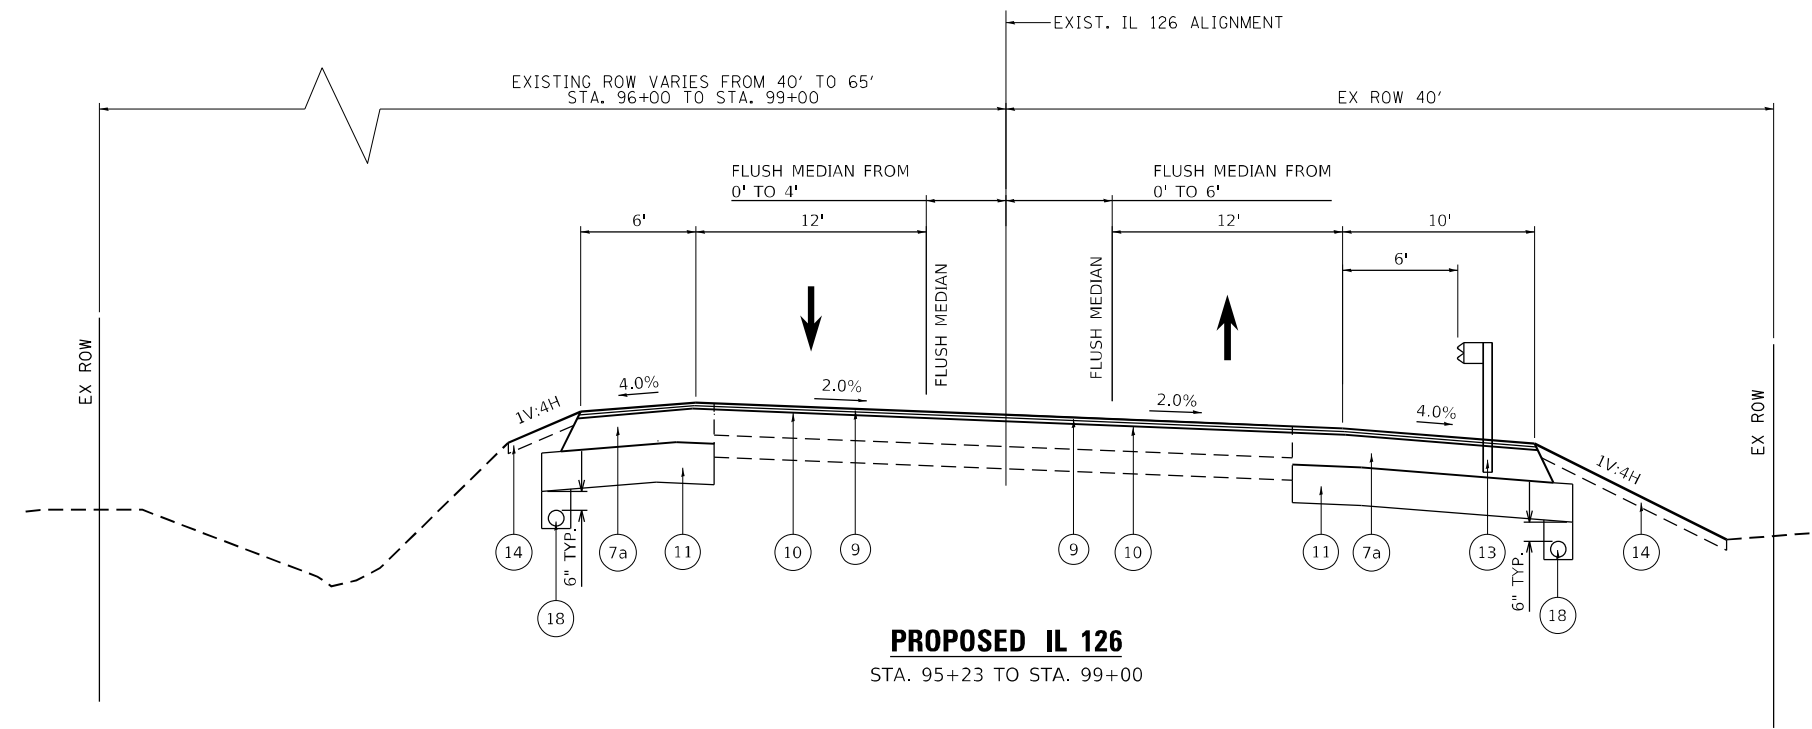 EXIST. IL 126 ALIGNMENT
EXISTING ROW VARIES FROM 40' TO 65'
STA. 96+00 TO STA. 99+00
EX ROW 40'
FLUSH MEDIAN FROM
0' TO 4'
FLUSH MEDIAN FROM
0' TO 6'
6'
12'
12'
10'
6'
FLUSH MEDIAN
FLUSH MEDIAN
EX ROW
EX ROW
1V:4H
4.0%
2.0%
2.0%
4.0%
1V:4H
14
7a
11
10
9
9
10
11
7a
13
14
6" TYP.
6" TYP.
18
18
PROPOSED IL 126
STA. 95+23 TO STA. 99+00